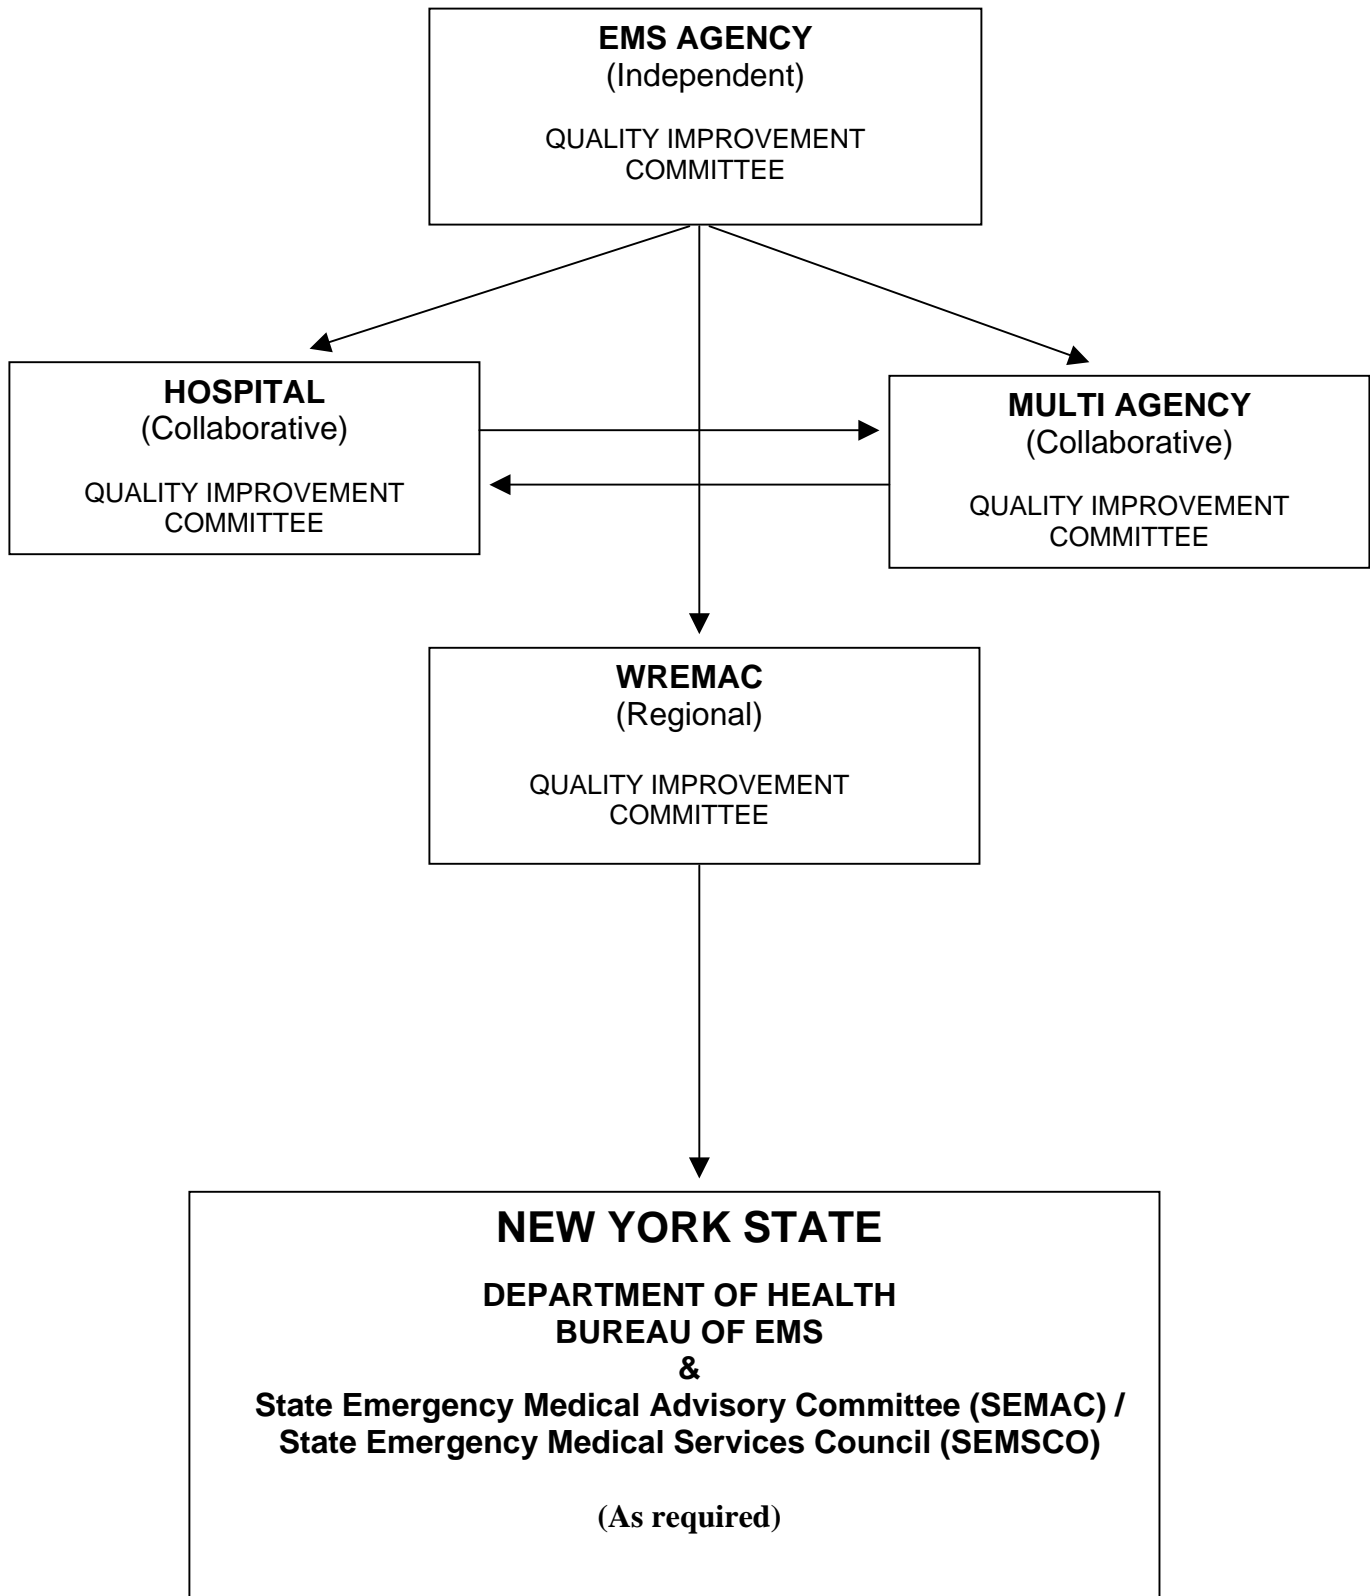 EMS AGENCY
(Independent)
QUALITY IMPROVEMENT
COMMITTEE
HOSPITAL
(Collaborative)
QUALITY IMPROVEMENT
COMMITTEE
MULTI AGENCY
(Collaborative)
QUALITY IMPROVEMENT
COMMITTEE
WREMAC
(Regional)
QUALITY IMPROVEMENT
COMMITTEE
NEW YORK STATE
DEPARTMENT OF HEALTH
BUREAU OF EMS
&
State Emergency Medical Advisory Committee (SEMAC) /
State Emergency Medical Services Council (SEMSCO)
(As required)